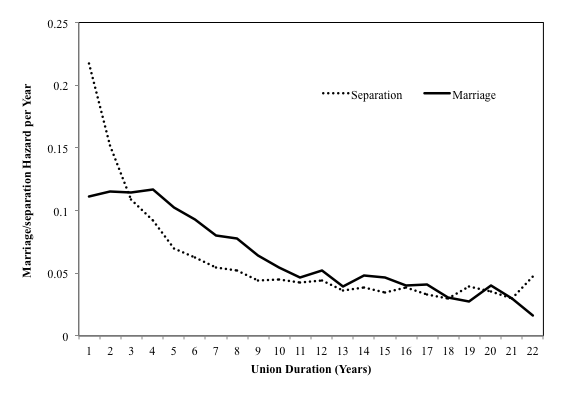 0.25
0.2
0.15
0.1
0.05
0
Marriage/separation Hazard per Year
Separation Marriage
1 2 3 4 5 6 7 8 9 10 11 12 13 14 15 16 17 18 19 20 21 22
Union Duration (Years)